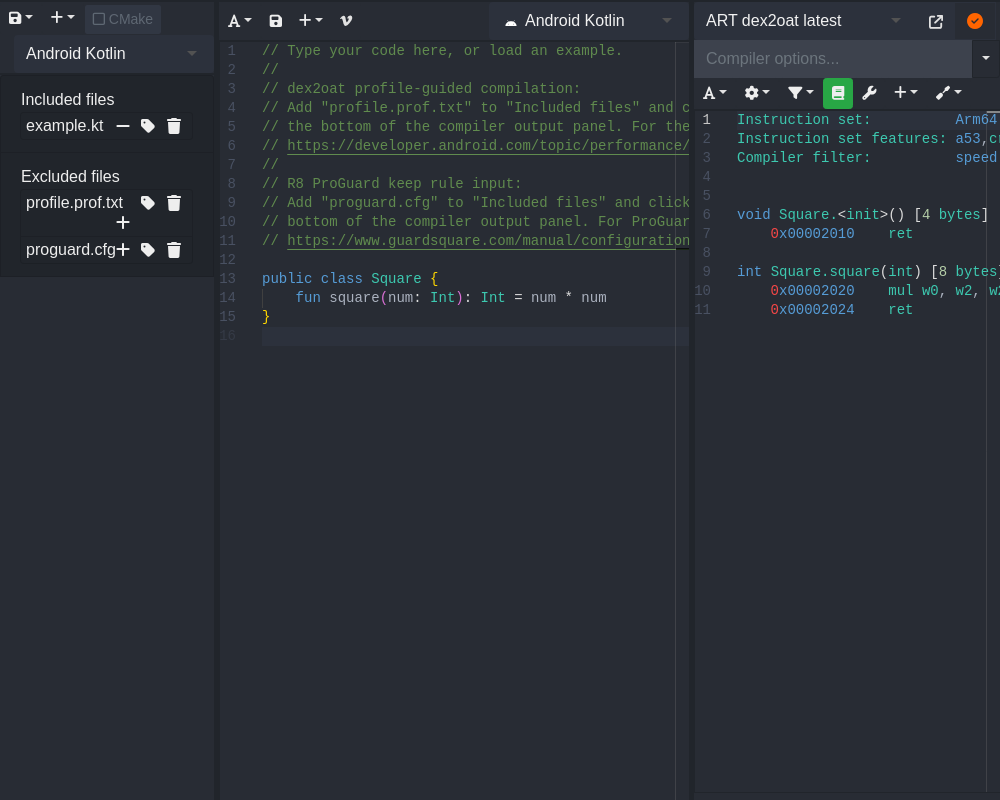 CMake
Android Kotlin
Included files
example.kt
Excluded files
profile.prof.txt
proguard.cfg
A
Android Kotlin
1 // Type your code here, or load an example.
2 //
3 // dex2oat profile-guided compilation:
4 // Add "profile.prof.txt" to "Included files" and c
5 // the bottom of the compiler output panel. For the
6 // https://developer.android.com/topic/performance/
7 //
8 // R8 ProGuard keep rule input:
9 // Add "proguard.cfg" to "Included files" and click
10 // bottom of the compiler output panel. For ProGuar
11 // https://www.guardsquare.com/manual/configuration
12
13 public class Square {
14     fun square(num: Int): Int = num * num
15 }
16
ART dex2oat latest
Compiler options...
A
1 Instruction set:          Arm64
2 Instruction set features: a53,cr
3 Compiler filter:          speed
4
5
6 void Square.<init>() [4 bytes]
7     0x00002010    ret
8
9 int Square.square(int) [8 bytes]
10     0x00002020    mul w0, w2, w2
11     0x00002024    ret